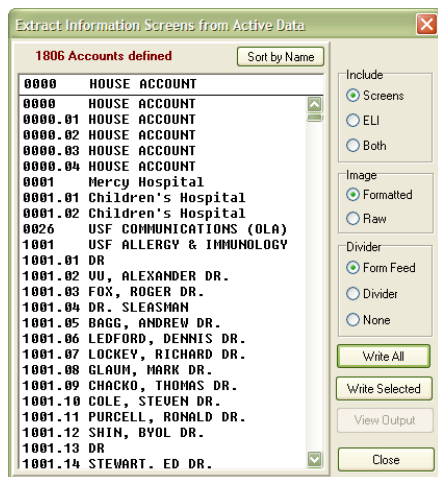 Extract Information Screens from Active Data
1806 Accounts defined
Sort by Name
0000 HOUSE ACCOUNT
0000 HOUSE ACCOUNT
0000.01 HOUSE ACCOUNT
0000.02 HOUSE ACCOUNT
0000.03 HOUSE ACCOUNT
0000.04 HOUSE ACCOUNT
0001 Mercy Hospital
0001.01 Children's Hospital
0001.02 Children's Hospital
0026 USF COMMUNICATIONS (OLA)
1001 USF ALLERGY & IMMUNOLOGY
1001.01 DR
1001.02 VU, ALEXANDER DR.
1001.03 FOX, ROGER DR.
1001.04 DR. SLEASMAN
1001.05 BAGG, ANDREW DR.
1001.06 LEDFORD, DENNIS DR.
1001.07 LOCKEY, RICHARD DR.
1001.08 GLAUM, MARK DR.
1001.09 CHACKO, THOMAS DR.
1001.10 COLE, STEVEN DR.
1001.11 PURCELL, RONALD DR.
1001.12 SHIN, BYOL DR.
1001.13 DR
1001.14 STEWART. ED DR.
Include
Screens
ELI
Both
Image
Formatted
Raw
Divider
Form Feed
Divider
None
Write All
Write Selected
View Output
Close